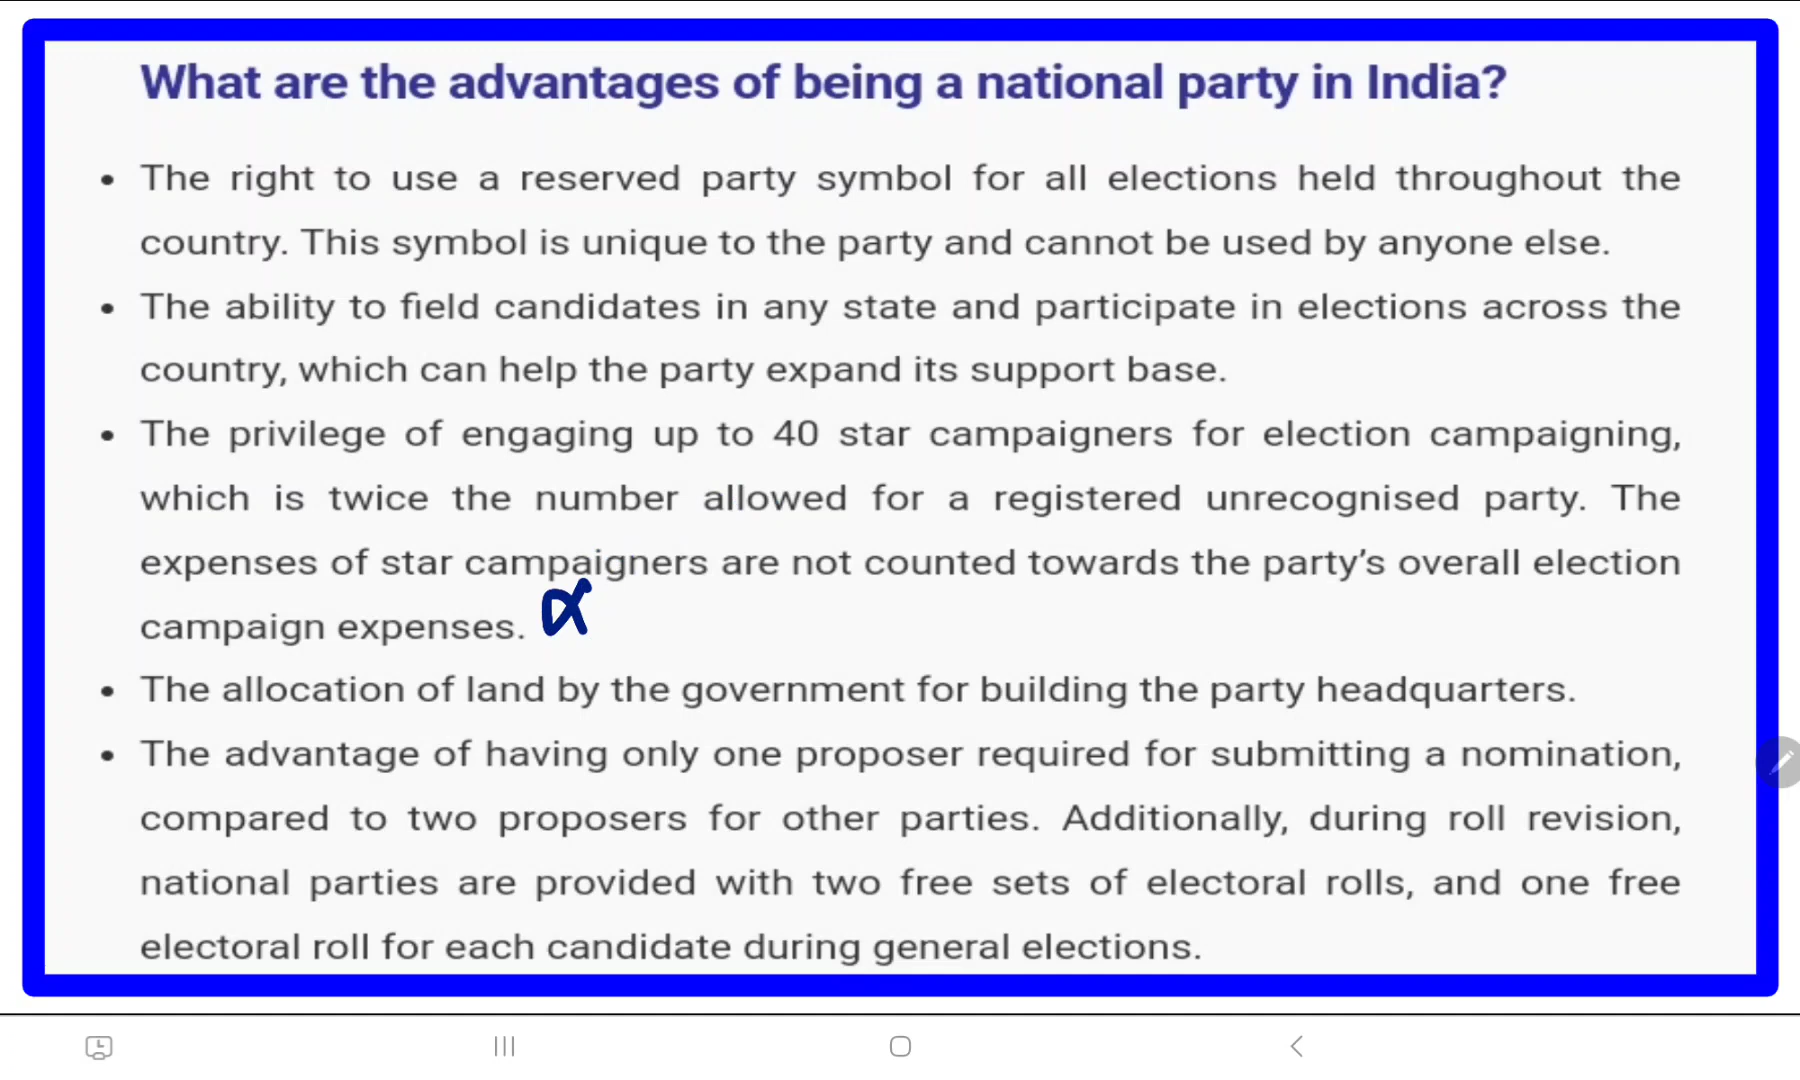 What are the advantages of being a national party in India?
• The right to use a reserved party symbol for all elections held throughout the
country. This symbol is unique to the party and cannot be used by anyone else.
• The ability to field candidates in any state and participate in elections across the
country, which can help the party expand its support base.
• The privilege of engaging up to 40 star campaigners for election campaigning,
which is twice the number allowed for a registered unrecognised party. The
expenses of star campaigners are not counted towards the party’s overall election
campaign expenses.
• The allocation of land by the government for building the party headquarters.
• The advantage of having only one proposer required for submitting a nomination,
compared to two proposers for other parties. Additionally, during roll revision,
national parties are provided with two free sets of electoral rolls, and one free
electoral roll for each candidate during general elections.